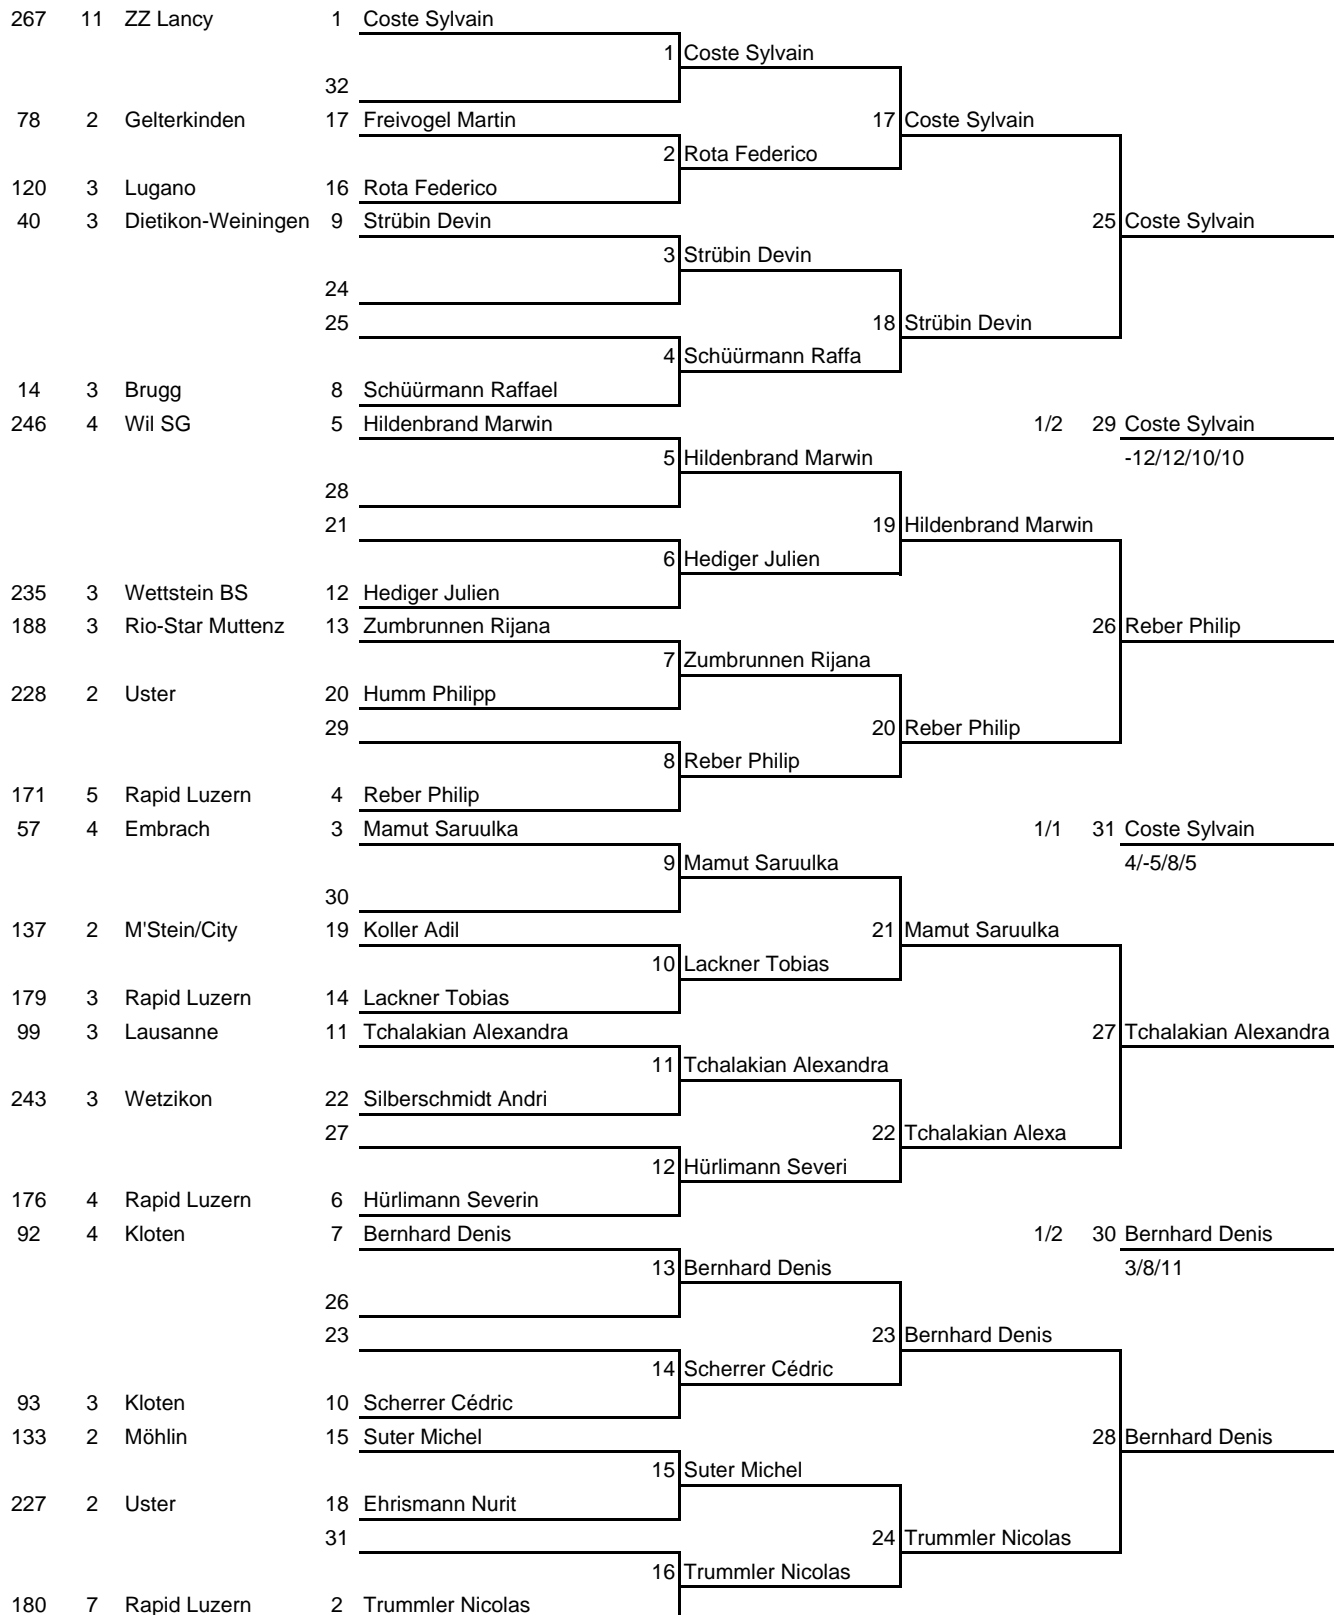 267 11 ZZ Lancy 1 Coste Sylvain
1 Coste Sylvain
32
78 2 Gelterkinden 17 Freivogel Martin 17 Coste Sylvain
2 Rota Federico
120 3 Lugano 16 Rota Federico
40 3 Dietikon-Weiningen 9 Strübin Devin 25 Coste Sylvain
3 Strübin Devin
24
25 18 Strübin Devin
4 Schüürmann Raffa
14 3 Brugg 8 Schüürmann Raffael
246 4 Wil SG 5 Hildenbrand Marwin 1/2 29 Coste Sylvain
5 Hildenbrand Marwin -12/12/10/10
28
21 19 Hildenbrand Marwin
6 Hediger Julien
235 3 Wettstein BS 12 Hediger Julien
188 3 Rio-Star Muttenz 13 Zumbrunnen Rijana 26 Reber Philip
7 Zumbrunnen Rijana
228 2 Uster 20 Humm Philipp
29 20 Reber Philip
8 Reber Philip
171 5 Rapid Luzern 4 Reber Philip
57 4 Embrach 3 Mamut Saruulka 1/1 31 Coste Sylvain
9 Mamut Saruulka 4/-5/8/5
30
137 2 M'Stein/City 19 Koller Adil 21 Mamut Saruulka
10 Lackner Tobias
179 3 Rapid Luzern 14 Lackner Tobias
99 3 Lausanne 11 Tchalakian Alexandra 27 Tchalakian Alexandra
11 Tchalakian Alexandra
243 3 Wetzikon 22 Silberschmidt Andri
27 22 Tchalakian Alexa
12 Hürlimann Severi
176 4 Rapid Luzern 6 Hürlimann Severin
92 4 Kloten 7 Bernhard Denis 1/2 30 Bernhard Denis
13 Bernhard Denis 3/8/11
26
23 23 Bernhard Denis
14 Scherrer Cédric
93 3 Kloten 10 Scherrer Cédric
133 2 Möhlin 15 Suter Michel 28 Bernhard Denis
15 Suter Michel
227 2 Uster 18 Ehrismann Nurit
31 24 Trummler Nicolas
16 Trummler Nicolas
180 7 Rapid Luzern 2 Trummler Nicolas